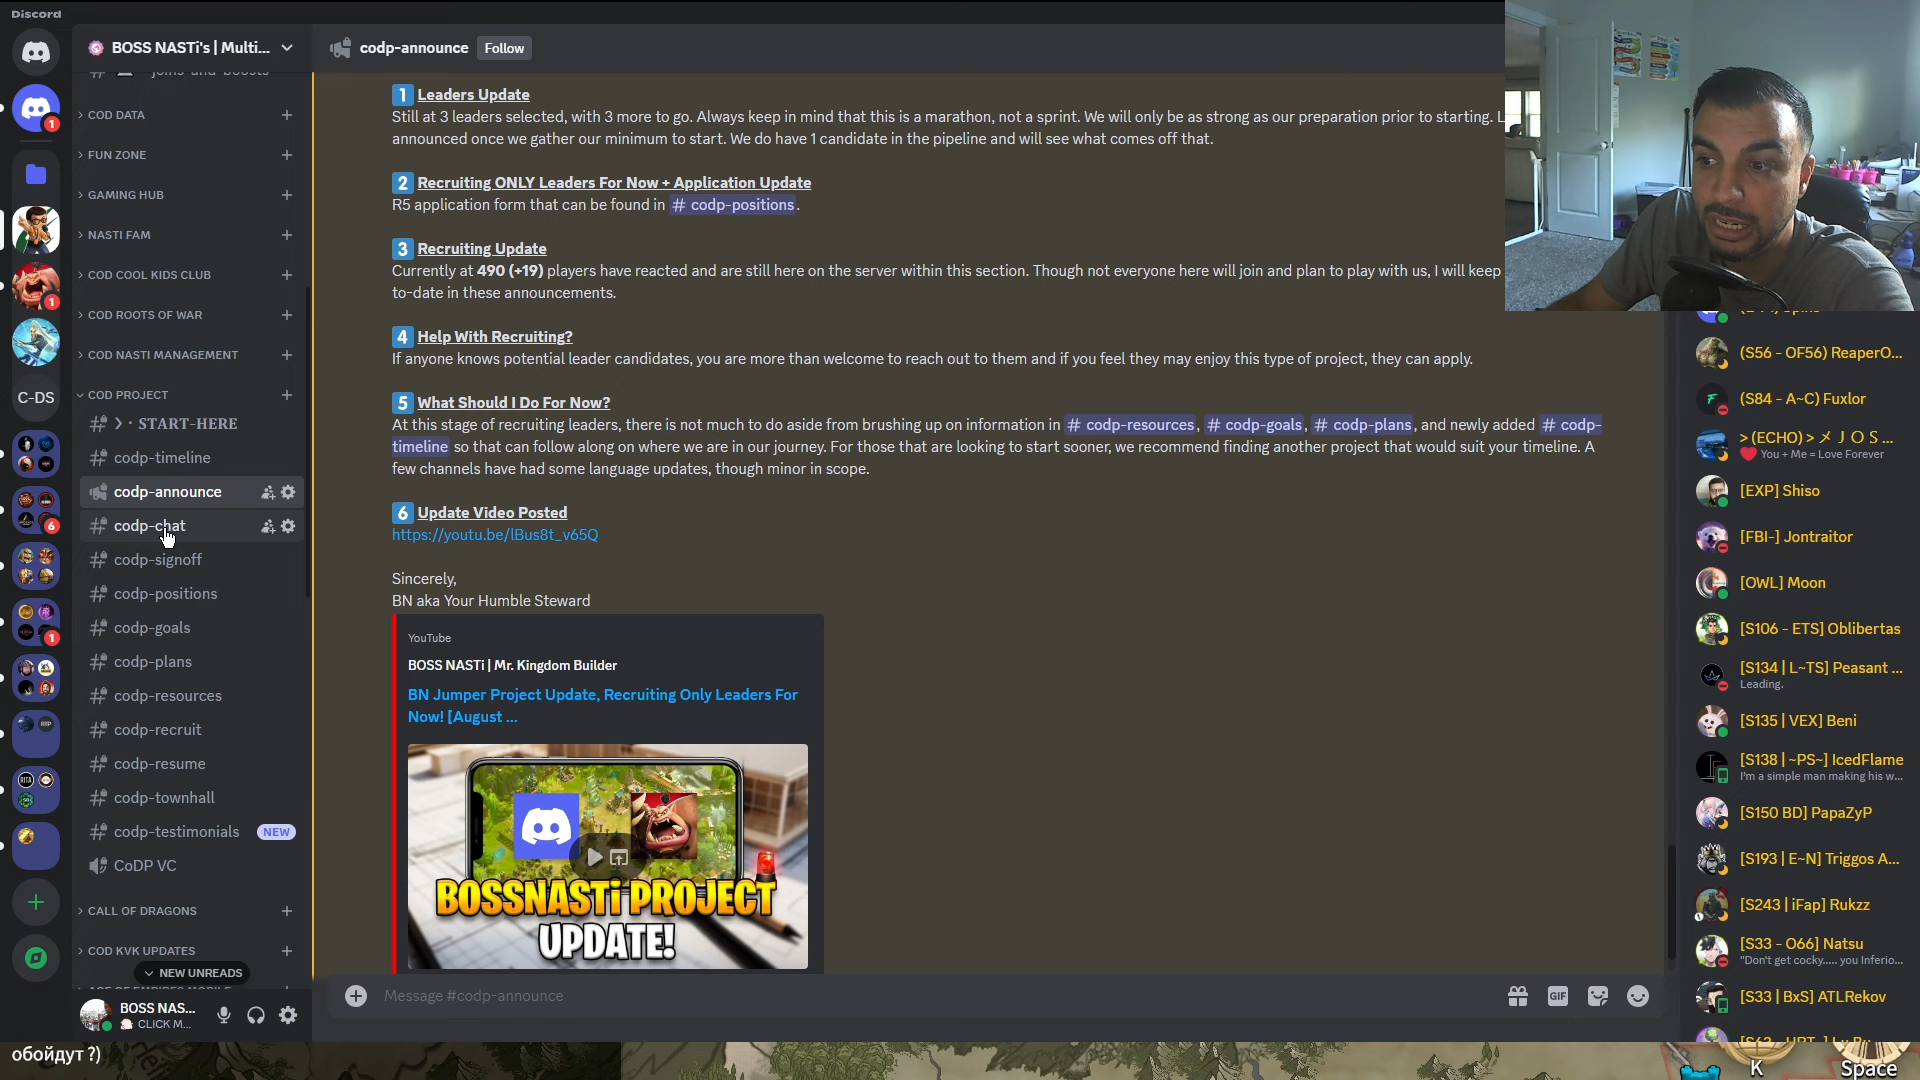 Discord
BOSS NASTi's | Multi...
joins-and-boosts
COD DATA
FUN ZONE
GAMING HUB
NASTI FAM
COD COOL KIDS CLUB
COD ROOTS OF WAR
COD NASTI MANAGEMENT
COD PROJECT
START-HERE
codp-timeline
codp-announce
codp-chat
codp-signoff
codp-positions
codp-goals
codp-plans
codp-resources
codp-recruit
codp-resume
codp-townhall
codp-testimonials NEW
CoDP VC
CALL OF DRAGONS
COD KVK UPDATES
NEW UNREADS
BOSS NAS...
CLICK M...
1
1
C-DS
6
1
обойдут ?)
codp-announce Follow
1 Leaders Update
Still at 3 leaders selected, with 3 more to go. Always keep in mind that this is a marathon, not a sprint. We will only be as strong as our preparation prior to starting.
announced once we gather our minimum to start. We do have 1 candidate in the pipeline and will see what comes off that.
2 Recruiting ONLY Leaders For Now + Application Update
R5 application form that can be found in # codp-positions.
3 Recruiting Update
Currently at 490 (+19) players have reacted and are still here on the server within this section. Though not everyone here will join and plan to play with us, I will keep
to-date in these announcements.
4 Help With Recruiting?
If anyone knows potential leader candidates, you are more than welcome to reach out to them and if you feel they may enjoy this type of project, they can apply.
5 What Should I Do For Now?
At this stage of recruiting leaders, there is not much to do aside from brushing up on information in # codp-resources, # codp-goals, # codp-plans, and newly added # codp-
timeline so that can follow along on where we are in our journey. For those that are looking to start sooner, we recommend finding another project that would suit your timeline. A
few channels have had some language updates, though minor in scope.
6 Update Video Posted
https://youtu.be/lBus8t_v65Q
Sincerely,
BN aka Your Humble Steward
YouTube
BOSS NASTi | Mr. Kingdom Builder
BN Jumper Project Update, Recruiting Only Leaders For
Now! [August ...
BOSSNASTi PROJECT
UPDATE!
Message #codp-announce
GIF
(S56 - OF56) ReaperO...
(S84 - A~C) Fuxlor
> (ECHO) > メ J O S ...
You + Me = Love Forever
[EXP] Shiso
[FBI-] Jontraitor
[OWL] Moon
[S106 - ETS] Oblibertas
[S134 | L~TS] Peasant ...
Leading.
[S135 | VEX] Beni
[S138 | ~PS~] IcedFlame
I'm a simple man making his w...
[S150 BD] PapaZyP
[S193 | E~N] Triggos A...
[S243 | iFap] Rukzz
[S33 - O66] Natsu
"Don't get cocky..... you Inferio...
[S33 | BxS] ATLRekov
K
Space